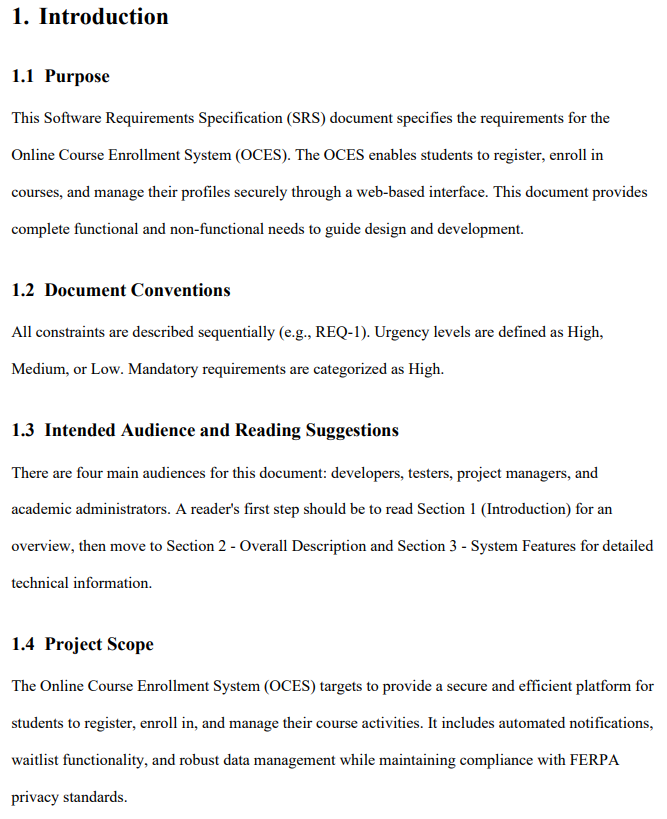 1. Introduction
1.1 Purpose
This Software Requirements Specification (SRS) document specifies the requirements for the
Online Course Enrollment System (OCES). The OCES enables students to register, enroll in
courses, and manage their profiles securely through a web-based interface. This document provides
complete functional and non-functional needs to guide design and development.
1.2 Document Conventions
All constraints are described sequentially (e.g., REQ-1). Urgency levels are defined as High,
Medium, or Low. Mandatory requirements are categorized as High.
1.3 Intended Audience and Reading Suggestions
There are four main audiences for this document: developers, testers, project managers, and
academic administrators. A reader's first step should be to read Section 1 (Introduction) for an
overview, then move to Section 2 - Overall Description and Section 3 - System Features for detailed
technical information.
1.4 Project Scope
The Online Course Enrollment System (OCES) targets to provide a secure and efficient platform for
students to register, enroll in, and manage their course activities. It includes automated notifications,
waitlist functionality, and robust data management while maintaining compliance with FERPA
privacy standards.